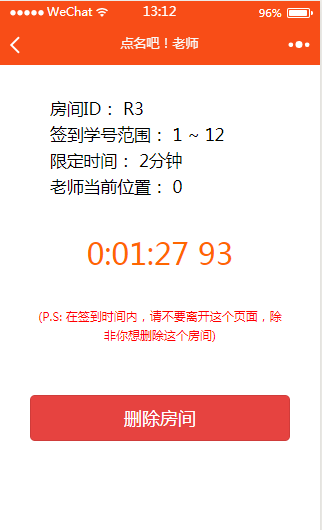 WeChat 13:12 96%
点名吧！老师
房间ID： R3
签到学号范围： 1 ~ 12
限定时间： 2分钟
老师当前位置： 0
0:01:27 93
(P.S: 在签到时间内，请不要离开这个页面，除
非你想删除这个房间)
删除房间